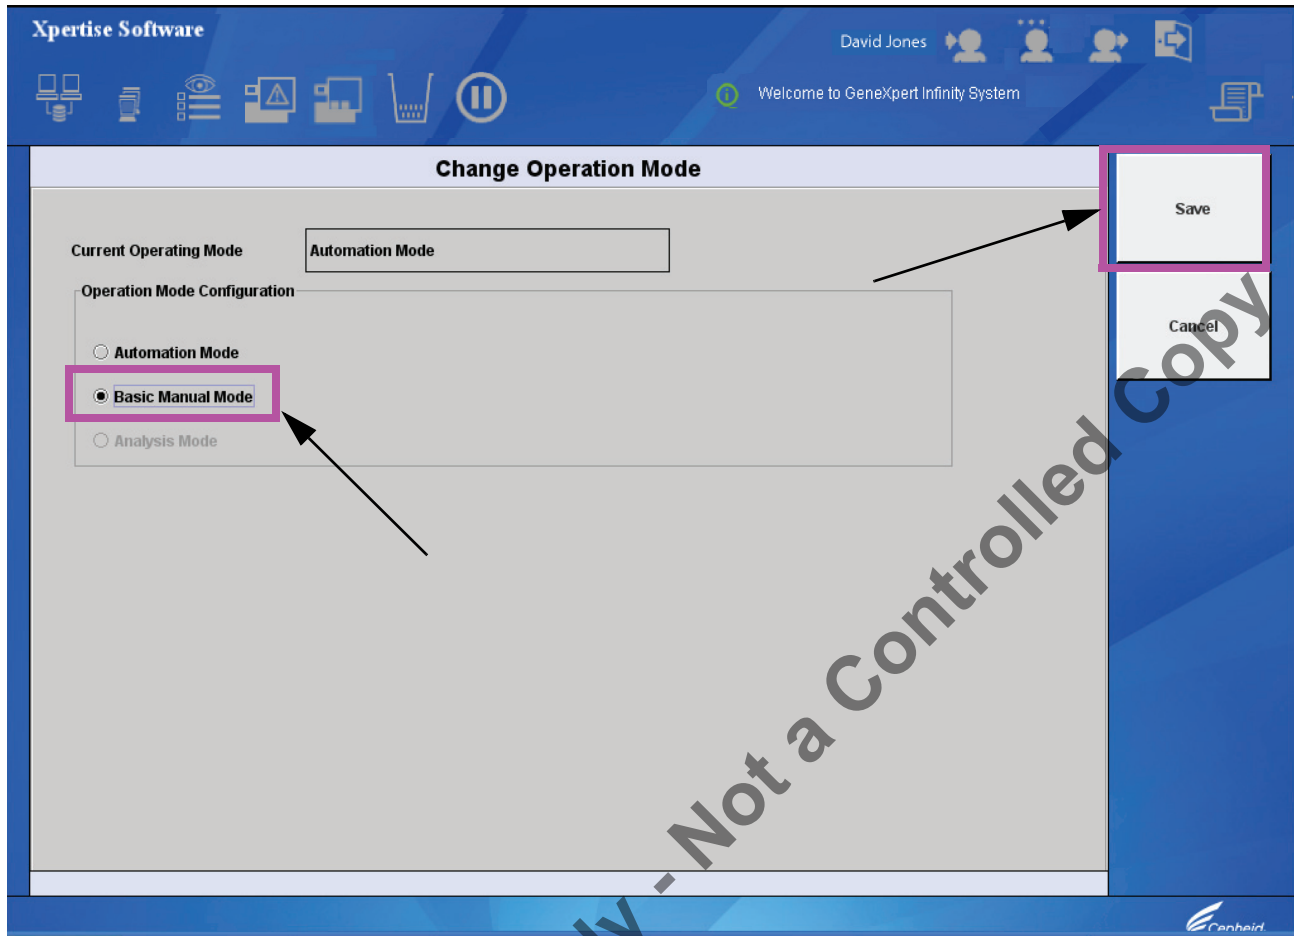 Xpertise Software
David Jones
Welcome to GeneXpert Infinity System
Change Operation Mode
Save
Current Operating Mode
Automation Mode
Operation Mode Configuration
Cancel
Automation Mode
Basic Manual Mode
Analysis Mode
- Not a Controlled Copy
Cepheid.